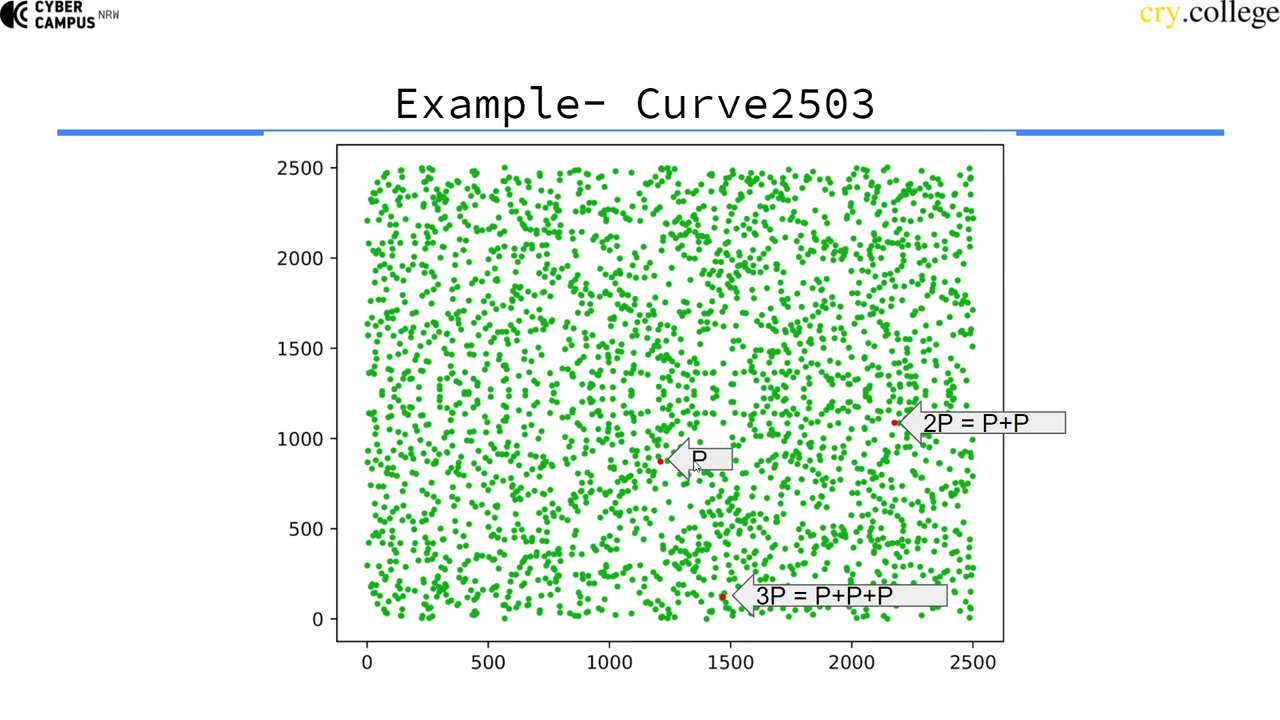 CYBER
CAMPUS NRW
cry.college
Example- Curve2503
2500
2000
1500
1000
500
0
2P = P+P
P
3P = P+P+P
0 500 1000 1500 2000 2500